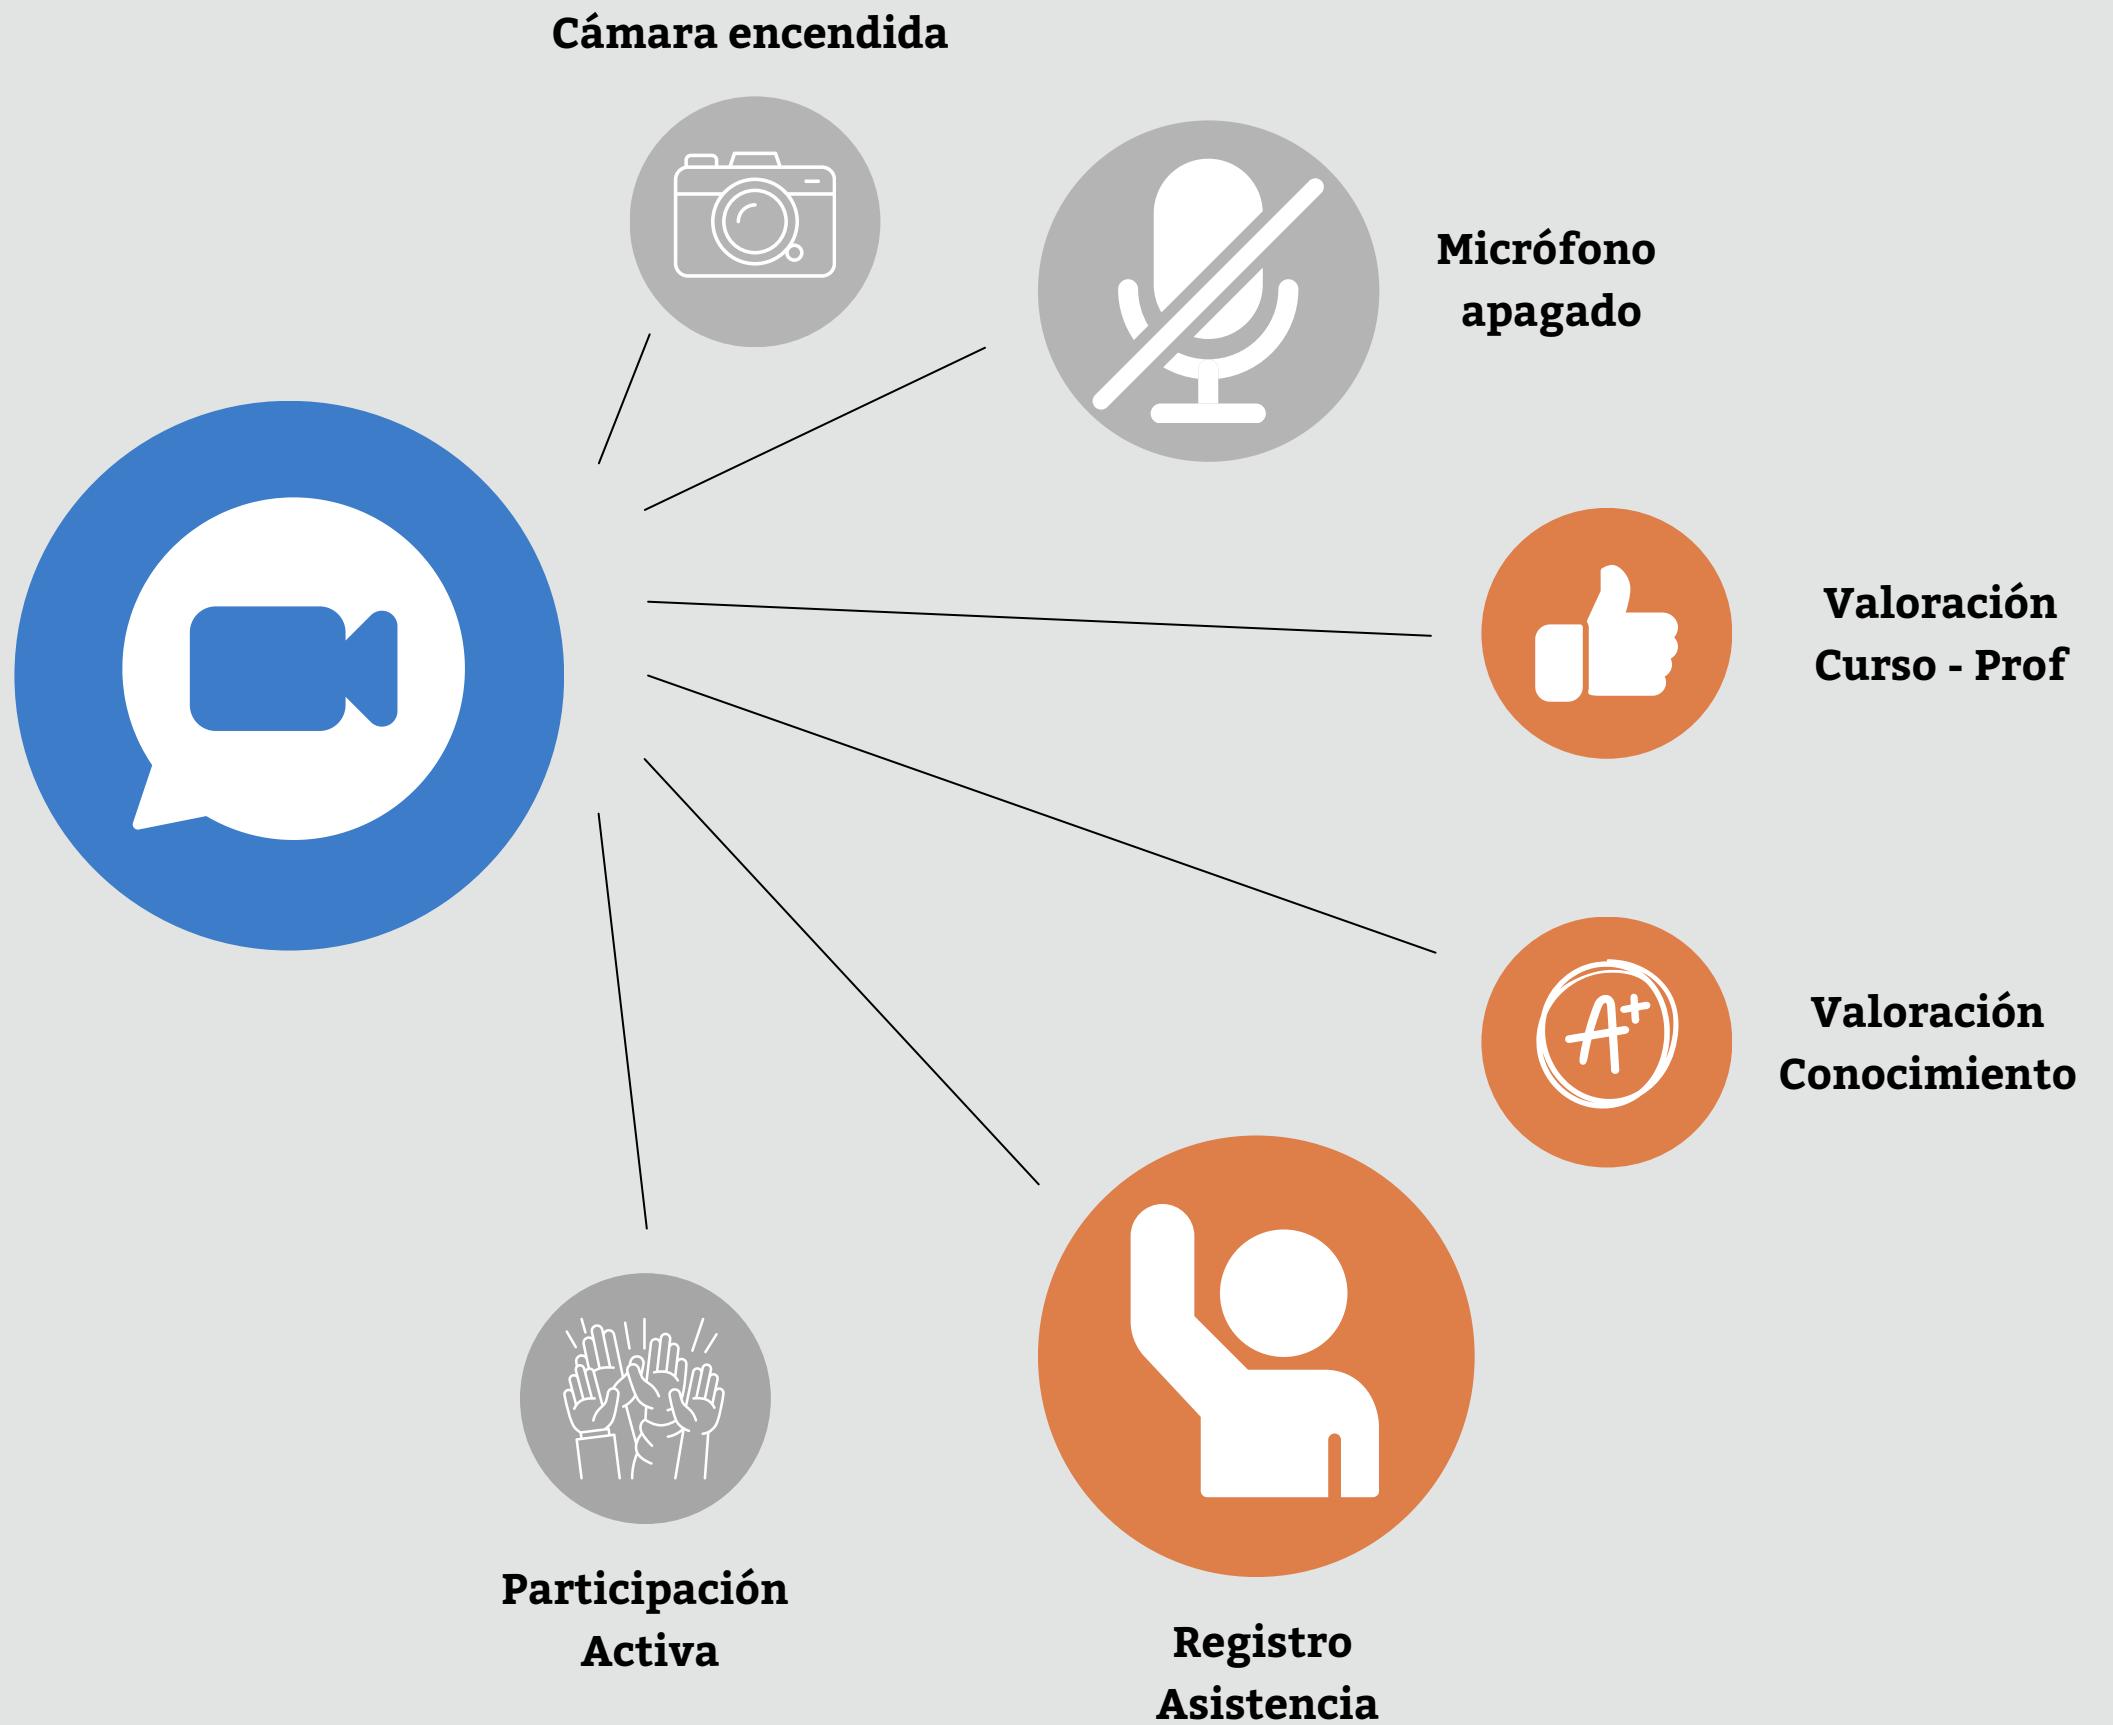 Cámara encendida
Micrófono
apagado
Valoración
Curso - Prof
A+
Valoración
Conocimiento
Participación
Activa
Registro
Asistencia